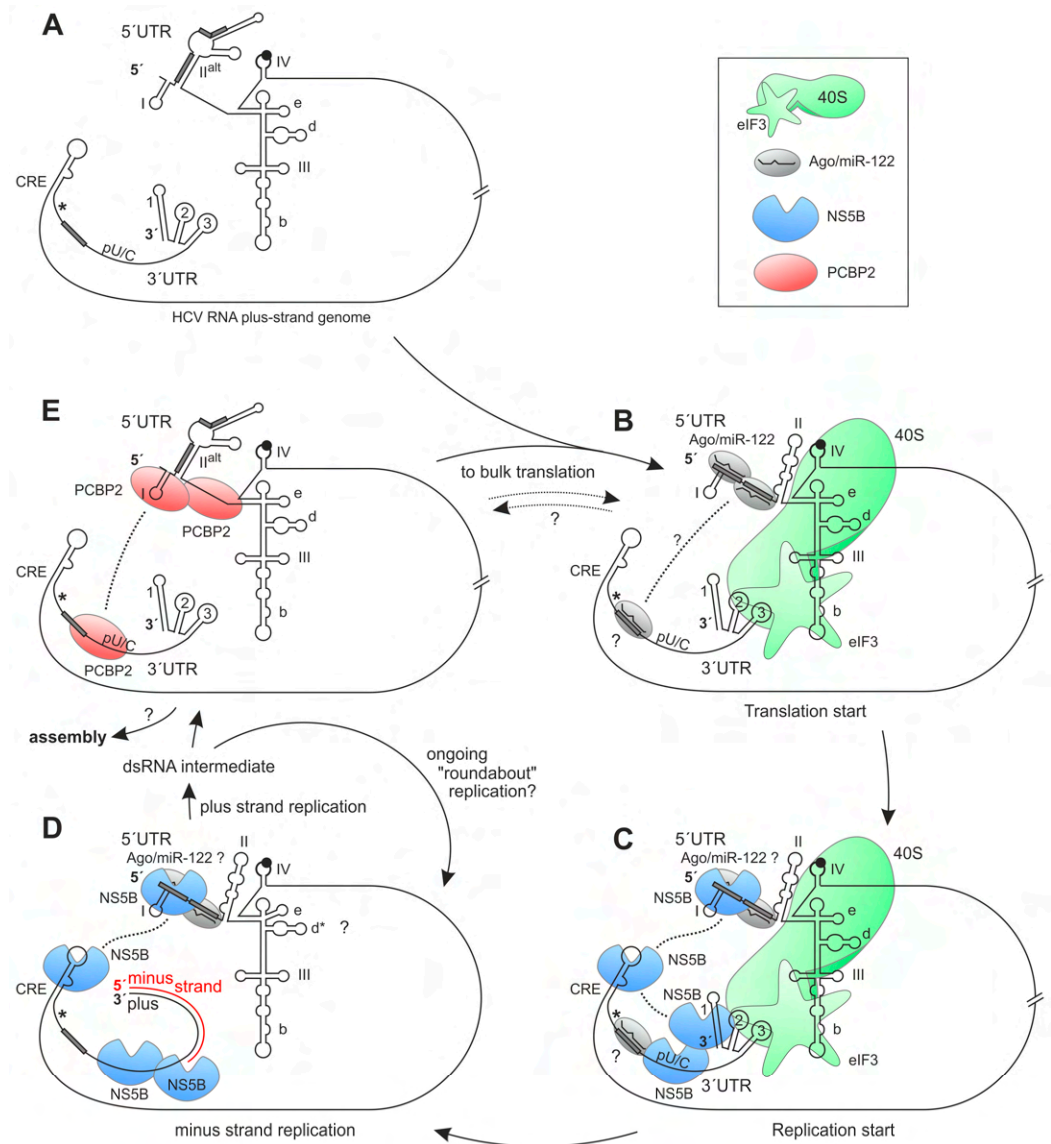 A
5´UTR
5´
IIalt
I
IV
e
d
III
b
CRE
*
pU/C
1
2
3
3´
3´UTR
HCV RNA plus-strand genome
40S
eIF3
Ago/miR-122
NS5B
PCBP2
E
5´UTR
5´
IIalt
PCBP2
I
PCBP2
IV
e
d
III
b
CRE
*
pU/C
PCBP2
1
2
3
3´
3´UTR
to bulk translation
?
B
5´UTR
II
Ago/miR-122
5´
I
40S
IV
e
d
III
b
?
CRE
*
?
pU/C
1
2
3
3´
3´UTR
eIF3
Translation start
?
assembly
dsRNA intermediate
plus strand replication
ongoing
"roundabout"
replication?
D
5´UTR
II
Ago/miR-122 ?
5´
NS5B
I
IV
e
d* ?
III
b
NS5B
CRE
5´ minus strand
3´ plus
*
NS5B
NS5B
minus strand replication
C
5´UTR
II
Ago/miR-122 ?
5´
NS5B
I
40S
IV
e
d
III
b
NS5B
CRE
NS5B
1
2
3
*
3´
?
pU/C
NS5B
3´UTR
eIF3
Replication start